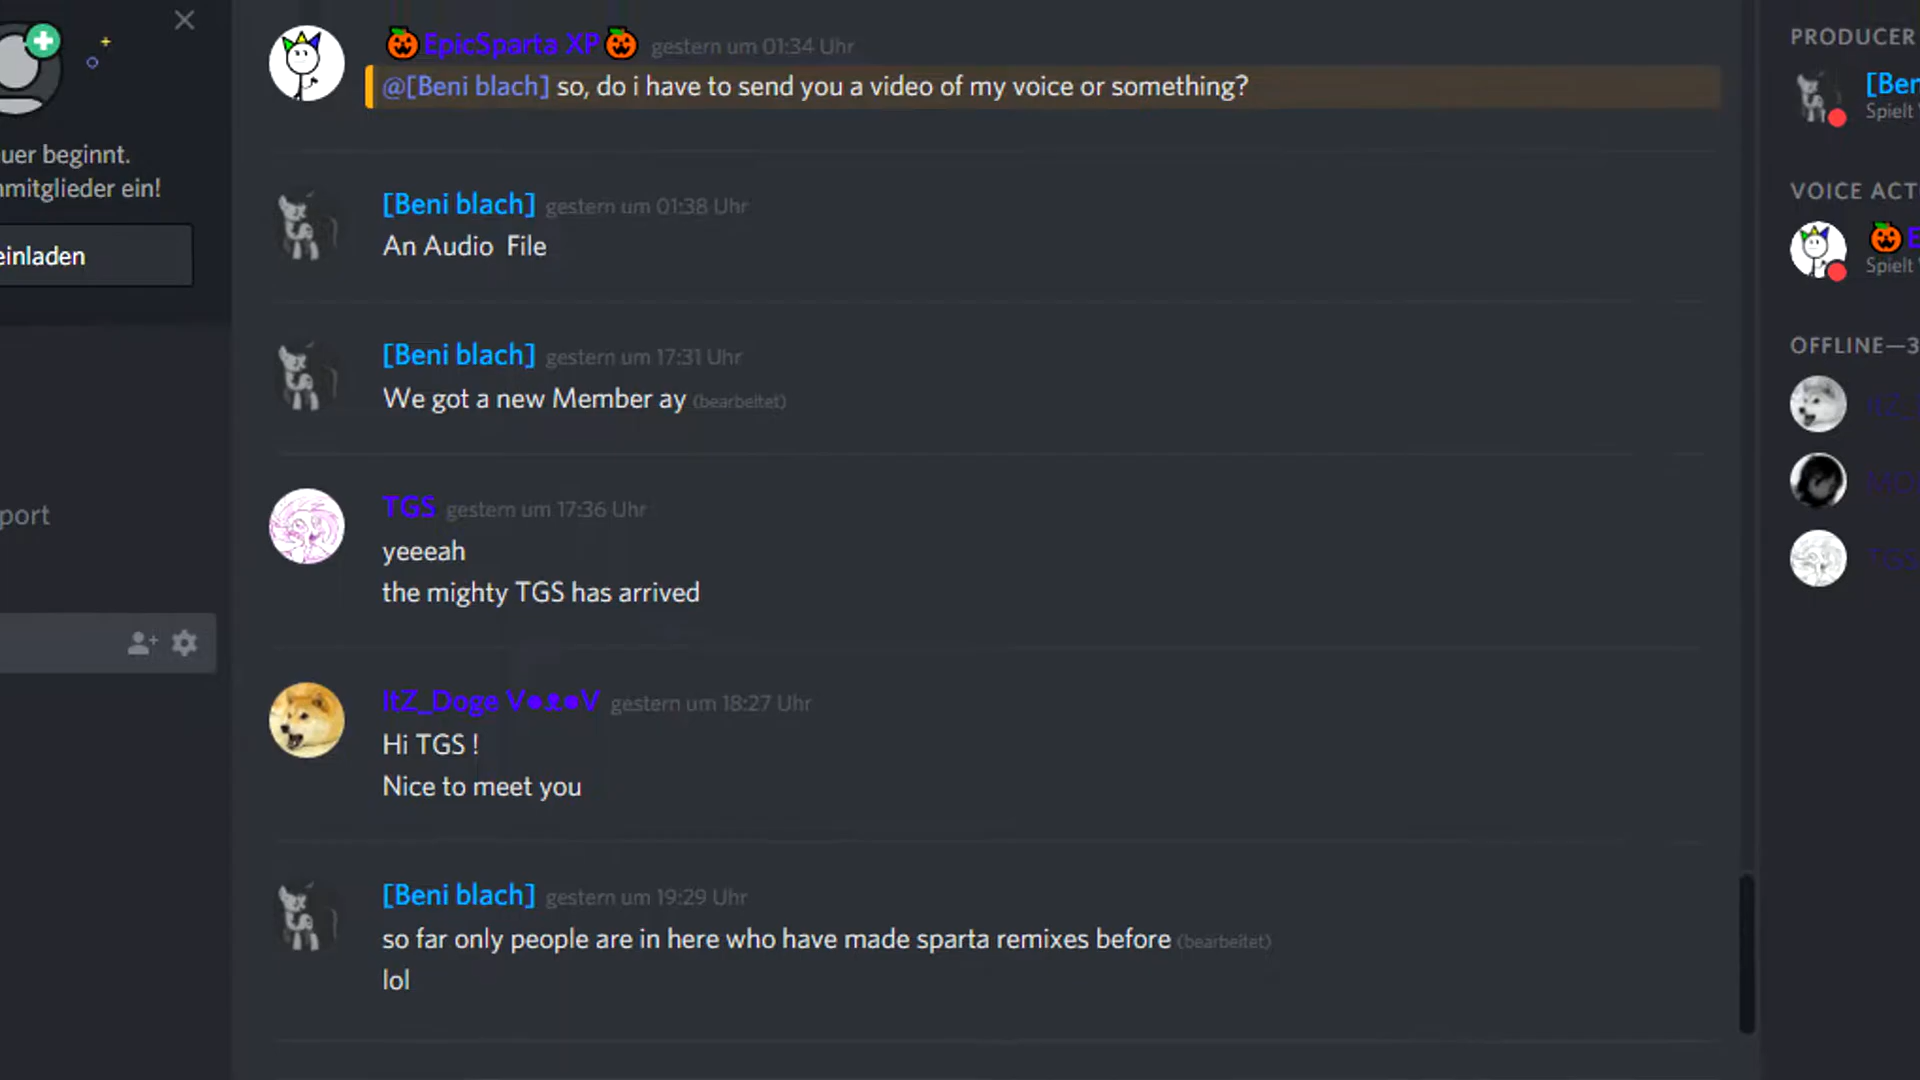 🎃EpicSparta XP🎃 gestern um 01:34 Uhr
@[Beni blach] so, do i have to send you a video of my voice or something?
[Beni blach] gestern um 01:38 Uhr
An Audio File
[Beni blach] gestern um 17:31 Uhr
We got a new Member ay (bearbeitet)
TGS gestern um 17:36 Uhr
yeeeah
the mighty TGS has arrived
ItZ_Doge V●ᴥ●V gestern um 18:27 Uhr
Hi TGS !
Nice to meet you
[Beni blach] gestern um 19:29 Uhr
so far only people are in here who have made sparta remixes before (bearbeitet)
lol
uer beginnt.
mitglieder ein!
einladen
port
PRODUCER
[Ber
Spielt
VOICE ACT
🎃E
Spielt
OFFLINE—3
ItZ_
TGS